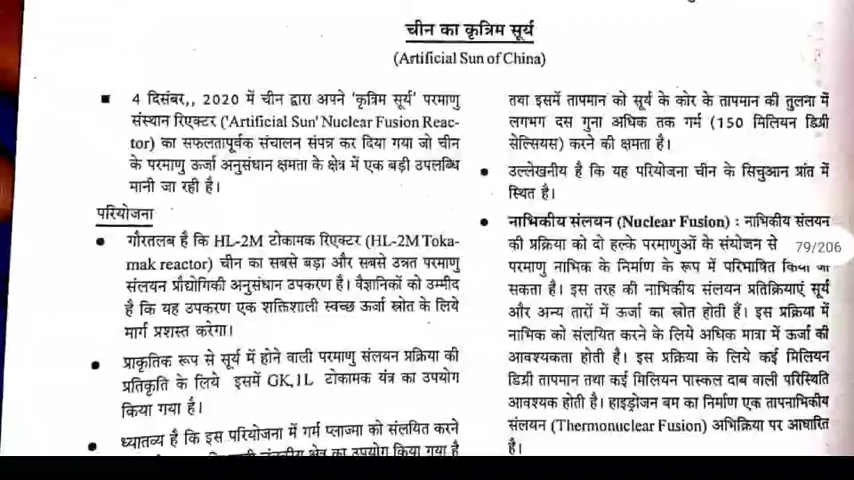 चीन का कृत्रिम सूर्य
(Artificial Sun of China)
4 दिसंबर,, 2020 में चीन द्वारा अपने 'कृत्रिम सूर्य' परमाणु
संस्थान रिएक्टर ('Artificial Sun' Nuclear Fusion Reac-
tor) का सफलतापूर्वक संचालन संपन्न कर दिया गया जो चीन
के परमाणु ऊर्जा अनुसंधान क्षमता के क्षेत्र में एक बड़ी उपलब्धि
मानी जा रही है।
परियोजना
गौरतलब है कि HL-2M टोकामक रिएक्टर (HL-2M Toka-
mak reactor) चीन का सबसे बड़ा और सबसे उन्नत परमाणु
संलयन प्रौद्योगिकी अनुसंधान उपकरण है। वैज्ञानिकों को उम्मीद
है कि यह उपकरण एक शक्तिशाली स्वच्छ ऊर्जा स्रोत के लिये
मार्ग प्रशस्त करेगा।
प्राकृतिक रूप से सूर्य में होने वाली परमाणु संलयन प्रक्रिया की
प्रतिकृति के लिये इसमें GK,1L टोकामक यंत्र का उपयोग
किया गया है।
ध्यातव्य है कि इस परियोजना में गर्म प्लाज्मा को संलयित करने
क्षेत्र का उपयोग किया गया है
तथा इसमें तापमान को सूर्य के कोर के तापमान की तुलना में
लगभग दस गुना अधिक तक गर्म (150 मिलियन डिग्री
सेल्सियस) करने की क्षमता है।
उल्लेखनीय है कि यह परियोजना चीन के सिचुआन प्रांत में
स्थित है।
नाभिकीय संलयन (Nuclear Fusion) : नाभिकीय संलयन
की प्रक्रिया को दो हल्के परमाणुओं के संयोजन से
79/206
परमाणु नाभिक के निर्माण के रूप में परिभाषित किया जा
सकता है। इस तरह की नाभिकीय संलयन प्रतिक्रियाएं सूर्य
और अन्य तारों में ऊर्जा का स्रोत होती हैं। इस प्रक्रिया में
नाभिक को संलयित करने के लिये अधिक मात्रा में ऊर्जा की
आवश्यकता होती है। इस प्रक्रिया के लिये कई मिलियन
डिग्री तापमान तथा कई मिलियन पास्कल दाब वाली परिस्थिति
आवश्यक होती है। हाइड्रोजन बम का निर्माण एक तापनाभिकीय
संलयन (Thermonuclear Fusion) अभिक्रिया पर आधारित
है।